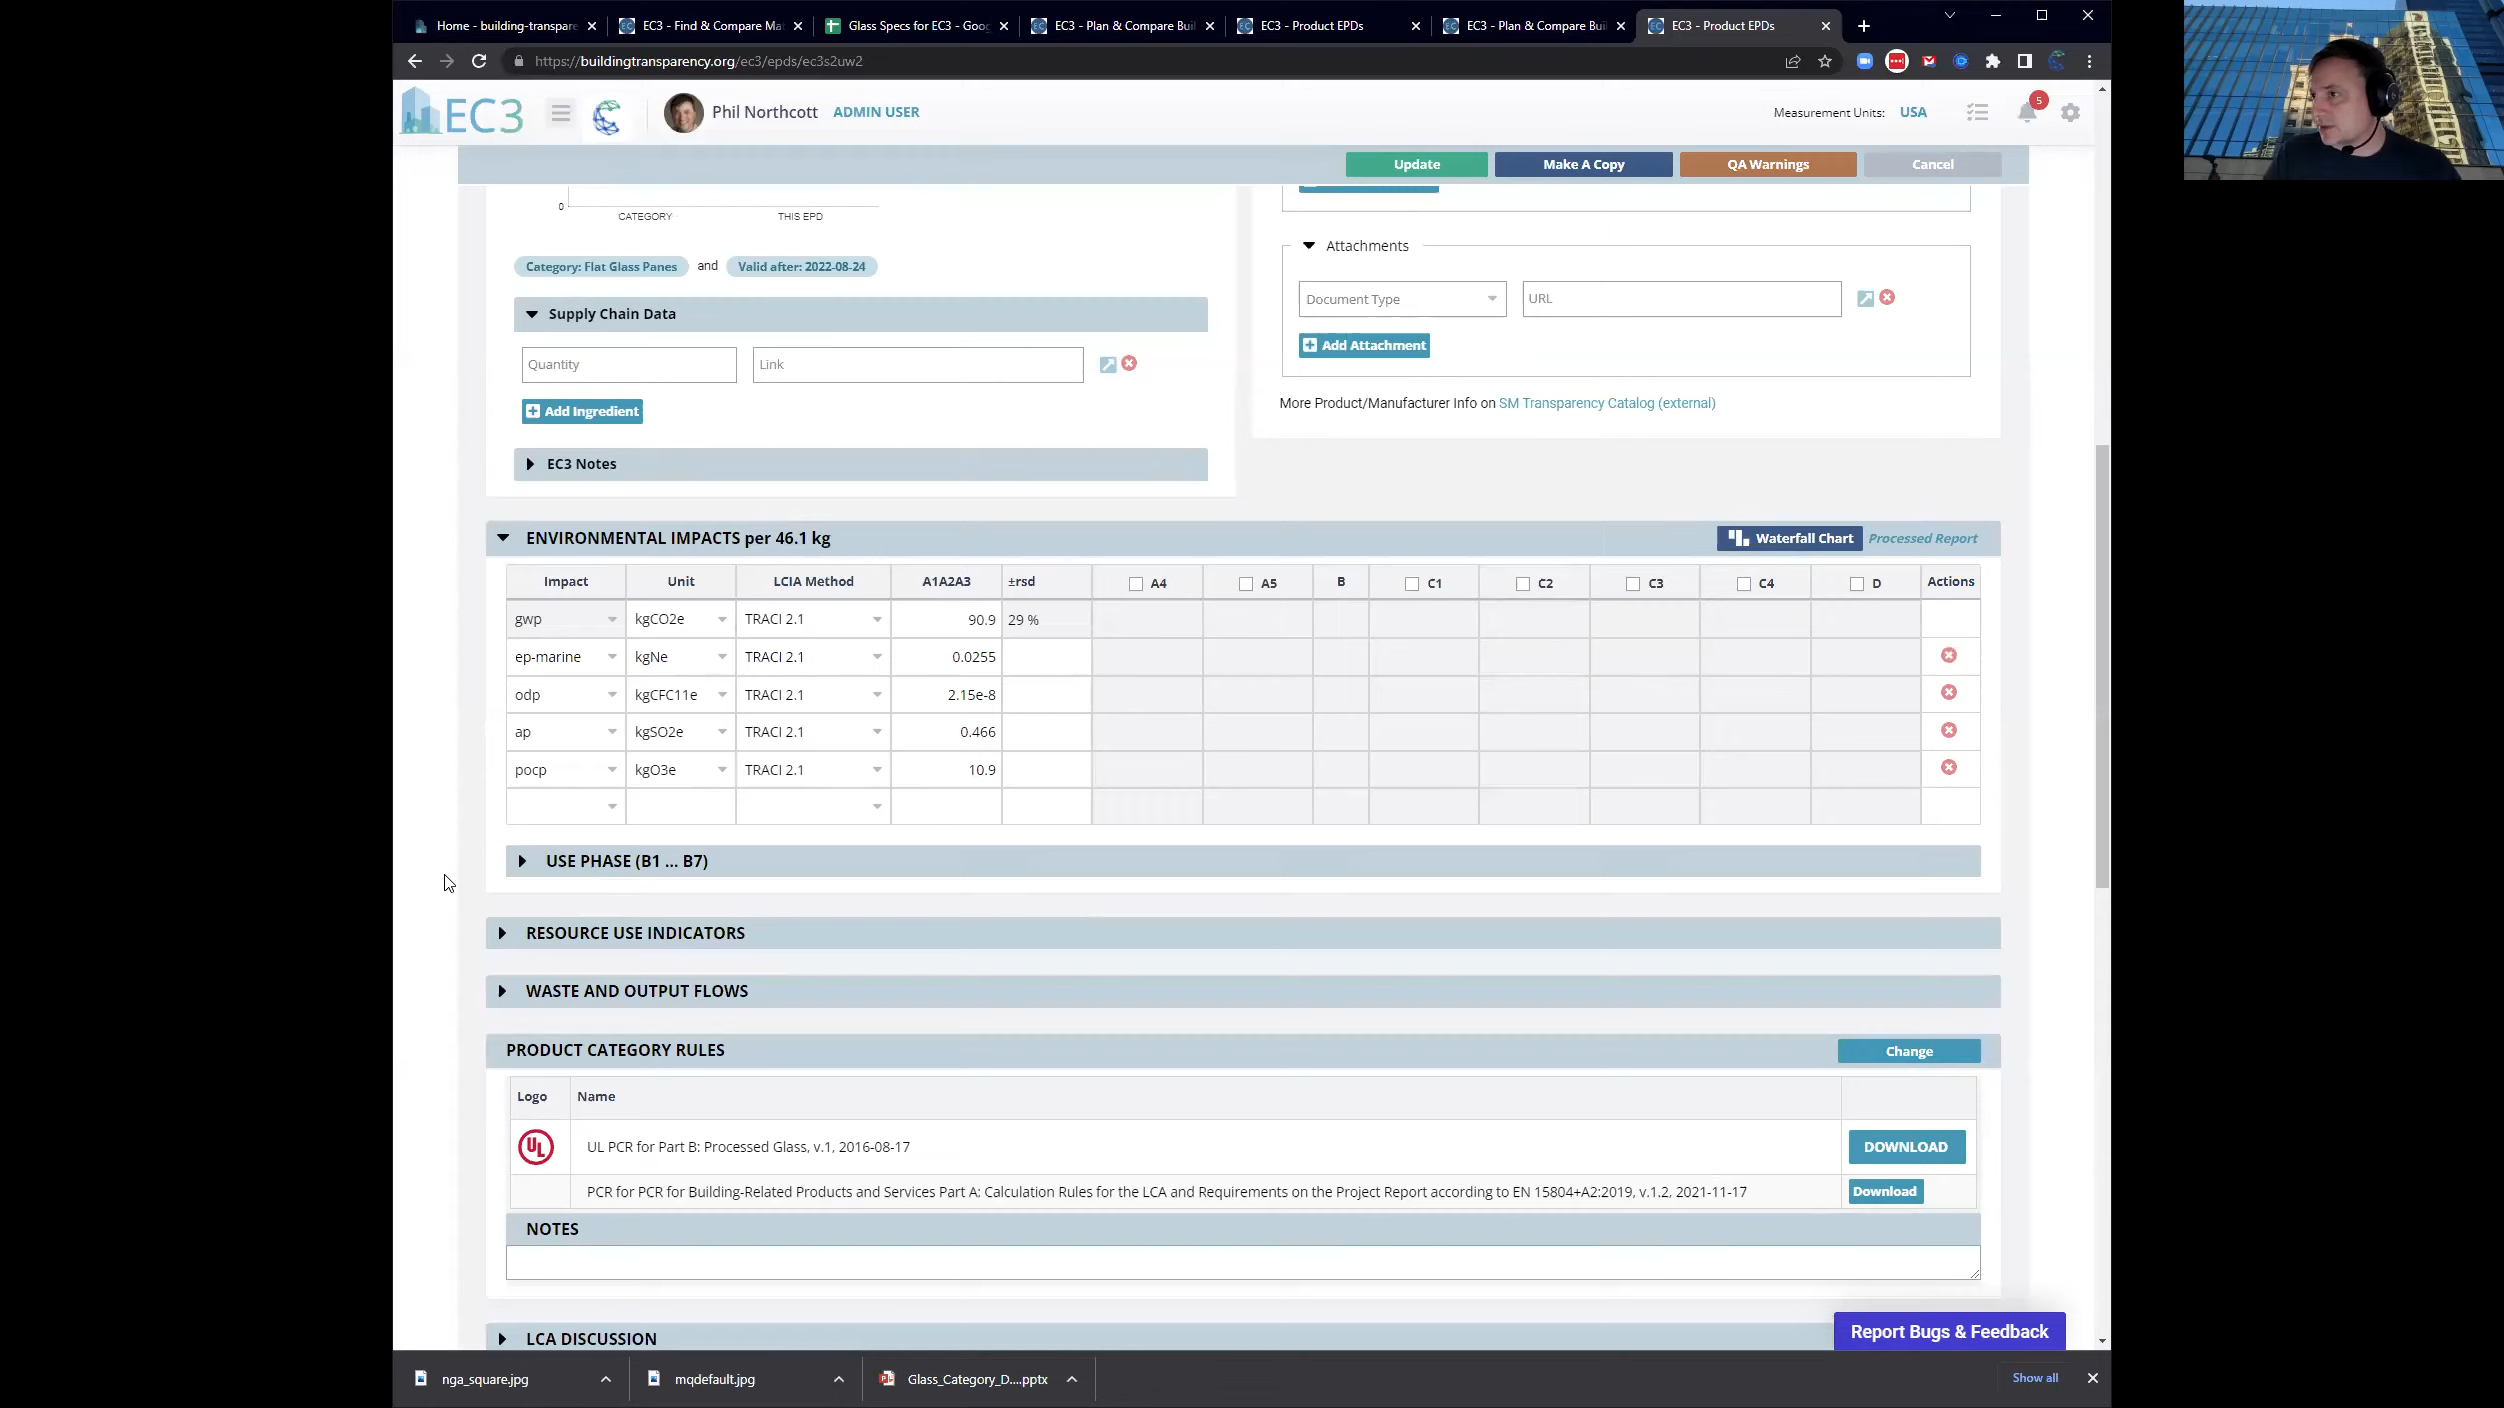 Home - building-transpare
EC3 - Find & Compare Ma
Glass Specs for EC3 - Goog
EC3 - Plan & Compare Bui
EC3 - Product EPDs
EC3 - Plan & Compare Bui
EC3 - Product EPDs
https://buildingtransparency.org/ec3/epds/ec3s2uw2
EC3
Phil Northcott ADMIN USER
Measurement Units: USA
5
Update
Make A Copy
QA Warnings
Cancel
0
CATEGORY THIS EPD
Category: Flat Glass Panes and Valid after: 2022-08-24
Supply Chain Data
Quantity Link
Add Ingredient
EC3 Notes
Attachments
Document Type URL
Add Attachment
More Product/Manufacturer Info on SM Transparency Catalog (external)
ENVIRONMENTAL IMPACTS per 46.1 kg
Waterfall Chart Processed Report
Impact Unit LCIA Method A1A2A3 ±rsd A4 A5 B C1 C2 C3 C4 D Actions
gwp kgCO2e TRACI 2.1 90.9 29 %
ep-marine kgNe TRACI 2.1 0.0255
odp kgCFC11e TRACI 2.1 2.15e-8
ap kgSO2e TRACI 2.1 0.466
pocp kgO3e TRACI 2.1 10.9
USE PHASE (B1 ... B7)
RESOURCE USE INDICATORS
WASTE AND OUTPUT FLOWS
PRODUCT CATEGORY RULES
Change
Logo Name
UL UL PCR for Part B: Processed Glass, v.1, 2016-08-17 DOWNLOAD
PCR for PCR for Building-Related Products and Services Part A: Calculation Rules for the LCA and Requirements on the Project Report according to EN 15804+A2:2019, v.1.2, 2021-11-17 Download
NOTES
LCA DISCUSSION
Report Bugs & Feedback
nga_square.jpg
mqdefault.jpg
Glass_Category_D....pptx
Show all